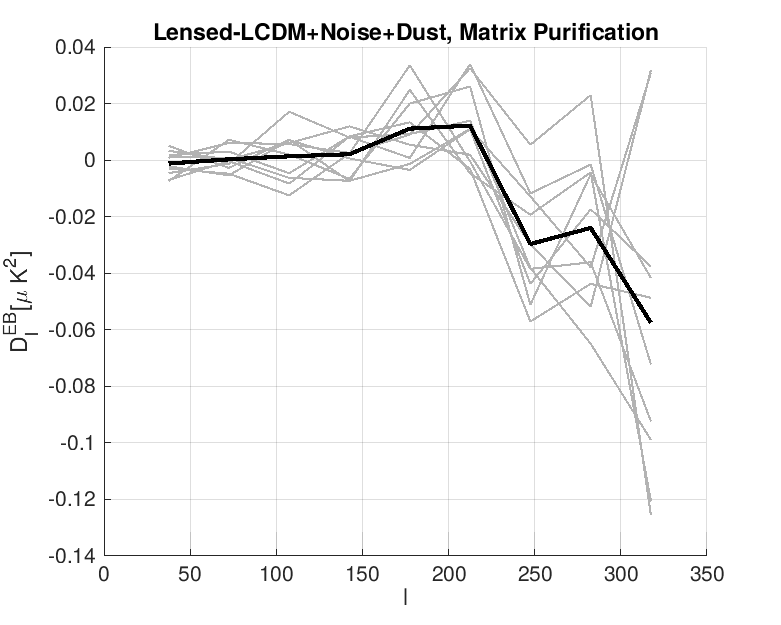 Lensed-LCDM+Noise+Dust, Matrix Purification
0.04
0.02
0
-0.02
-0.04
-0.06
-0.08
-0.1
-0.12
-0.14
D_l^{EB}[μ K^2]
0 50 100 150 200 250 300 350
l